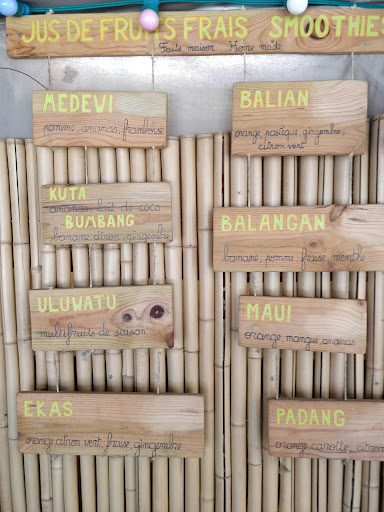 JUS DE FRUITS FRAIS SMOOTHIES
Faits maison Home made
MEDEVI
pomme, ananas, framboise
KUTA
ananas, lait de coco
BUMBANG
banane, citron, gingembre
ULUWATU
multifruits de saison
EKAS
orange citron vert, fraise, gingembre
BALIAN
orange, pastèque, gingembre,
citron vert
BALANGAN
banane, pomme, fraise, menthe
MAUI
orange, mangue, ananas
PADANG
orange, carotte, citron